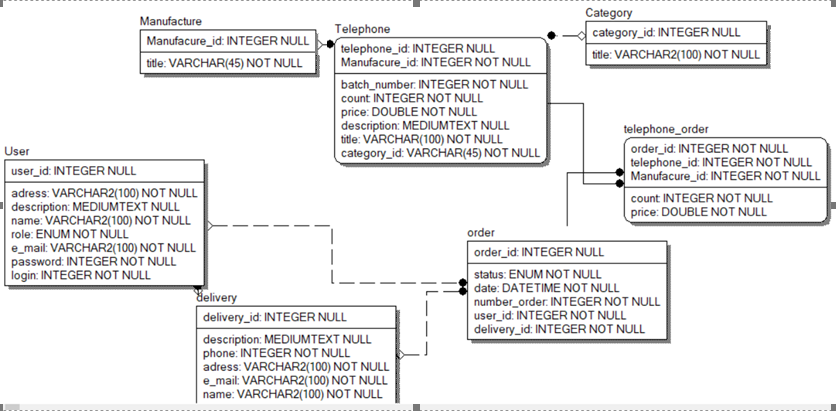 Manufacture
Manufacure_id: INTEGER NULL
title: VARCHAR(45) NOT NULL
Telephone
telephone_id: INTEGER NULL
Manufacure_id: INTEGER NOT NULL
batch_number: INTEGER NOT NULL
count: INTEGER NOT NULL
price: DOUBLE NOT NULL
description: MEDIUMTEXT NULL
title: VARCHAR(100) NOT NULL
category_id: VARCHAR(45) NOT NULL
Category
category_id: INTEGER NULL
title: VARCHAR2(100) NOT NULL
telephone_order
order_id: INTEGER NOT NULL
telephone_id: INTEGER NOT NULL
Manufacure_id: INTEGER NOT NULL
count: INTEGER NOT NULL
price: DOUBLE NOT NULL
User
user_id: INTEGER NULL
adress: VARCHAR2(100) NOT NULL
description: MEDIUMTEXT NULL
name: VARCHAR2(100) NOT NULL
role: ENUM NOT NULL
e_mail: VARCHAR2(100) NOT NULL
password: INTEGER NOT NULL
login: INTEGER NOT NULL
order
order_id: INTEGER NULL
status: ENUM NOT NULL
date: DATETIME NOT NULL
number_order: INTEGER NOT NULL
user_id: INTEGER NOT NULL
delivery_id: INTEGER NOT NULL
delivery
delivery_id: INTEGER NULL
description: MEDIUMTEXT NULL
phone: INTEGER NOT NULL
adress: VARCHAR2(100) NOT NULL
e_mail: VARCHAR2(100) NOT NULL
name: VARCHAR2(100) NOT NULL